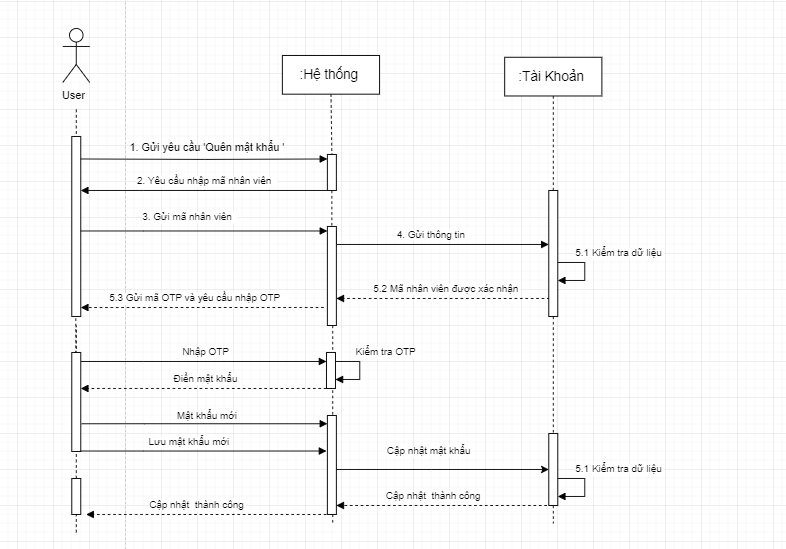 User
:Hệ thống
:Tài Khoản
1. Gửi yêu cầu 'Quên mật khẩu '
2. Yêu cầu nhập mã nhân viên
3. Gửi mã nhân viên
4. Gửi thông tin
5.1 Kiểm tra dữ liệu
5.2 Mã nhân viên được xác nhận
5.3 Gửi mã OTP và yêu cầu nhập OTP
Nhập OTP
Kiểm tra OTP
Điền mật khẩu
Mật khẩu mới
Lưu mật khẩu mới
Cập nhật mật khẩu
5.1 Kiểm tra dữ liệu
Cập nhật  thành công
Cập nhật  thành công